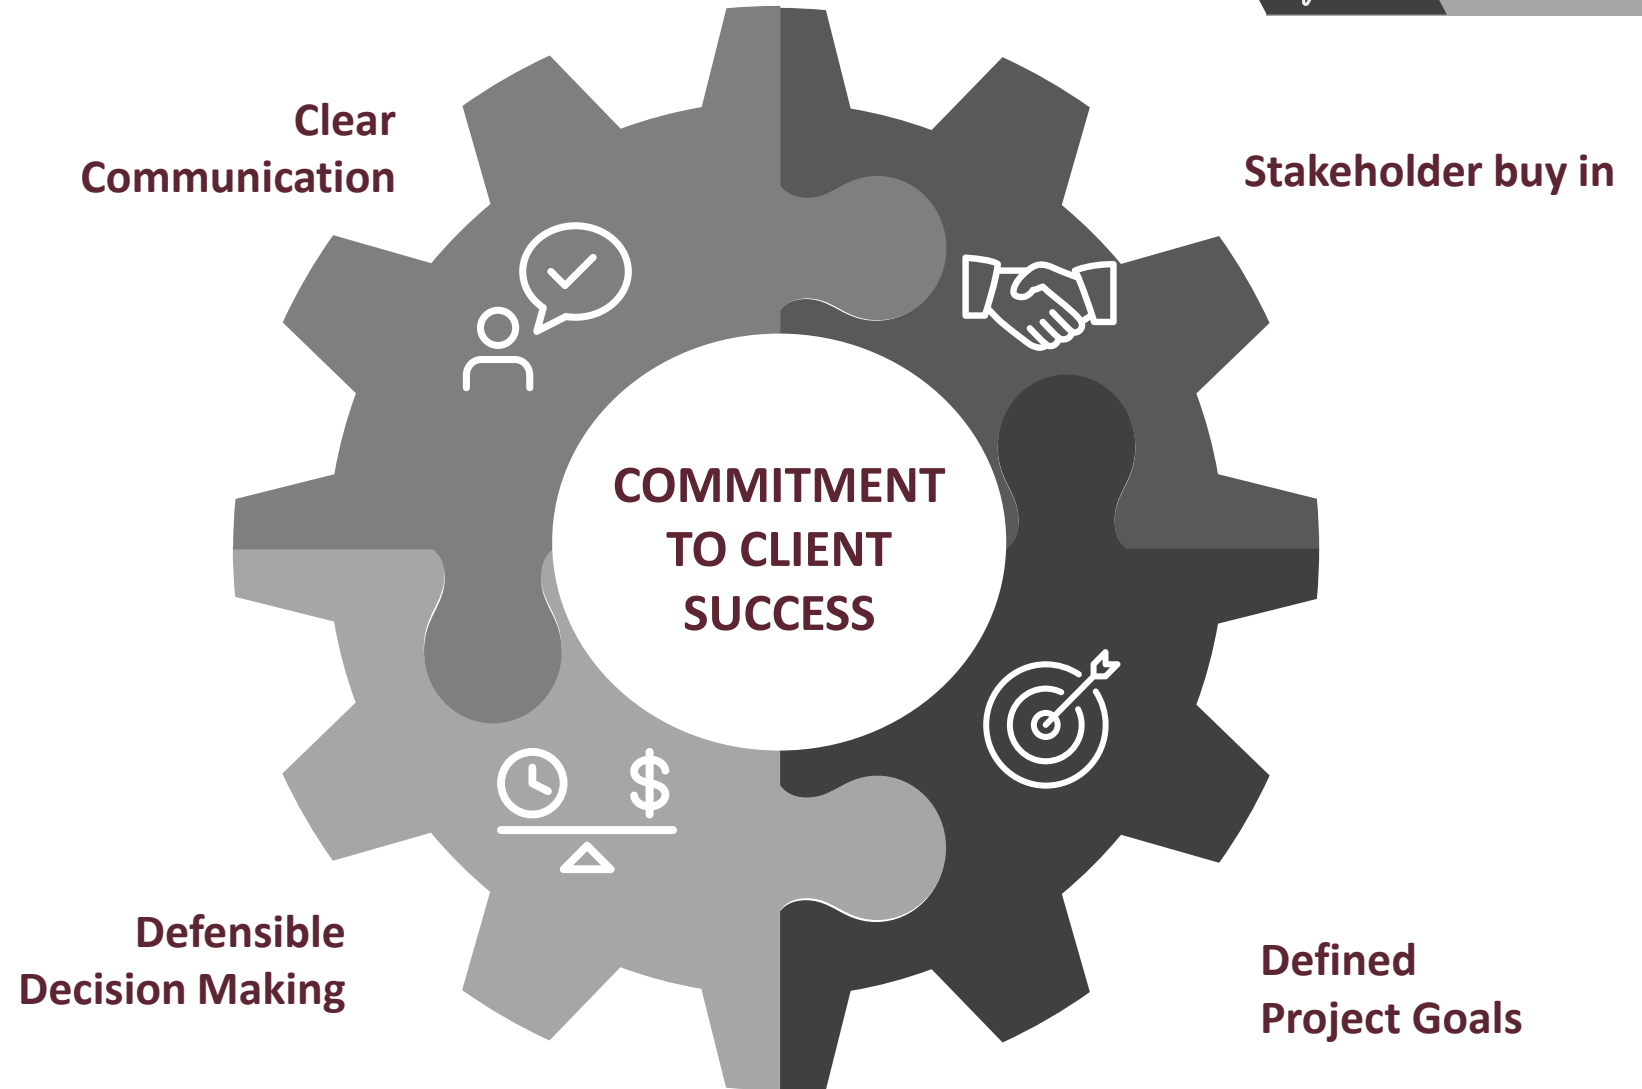 Clear
Communication
Stakeholder buy in
COMMITMENT
TO CLIENT
SUCCESS
$
Defensible
Decision Making
Defined
Project Goals